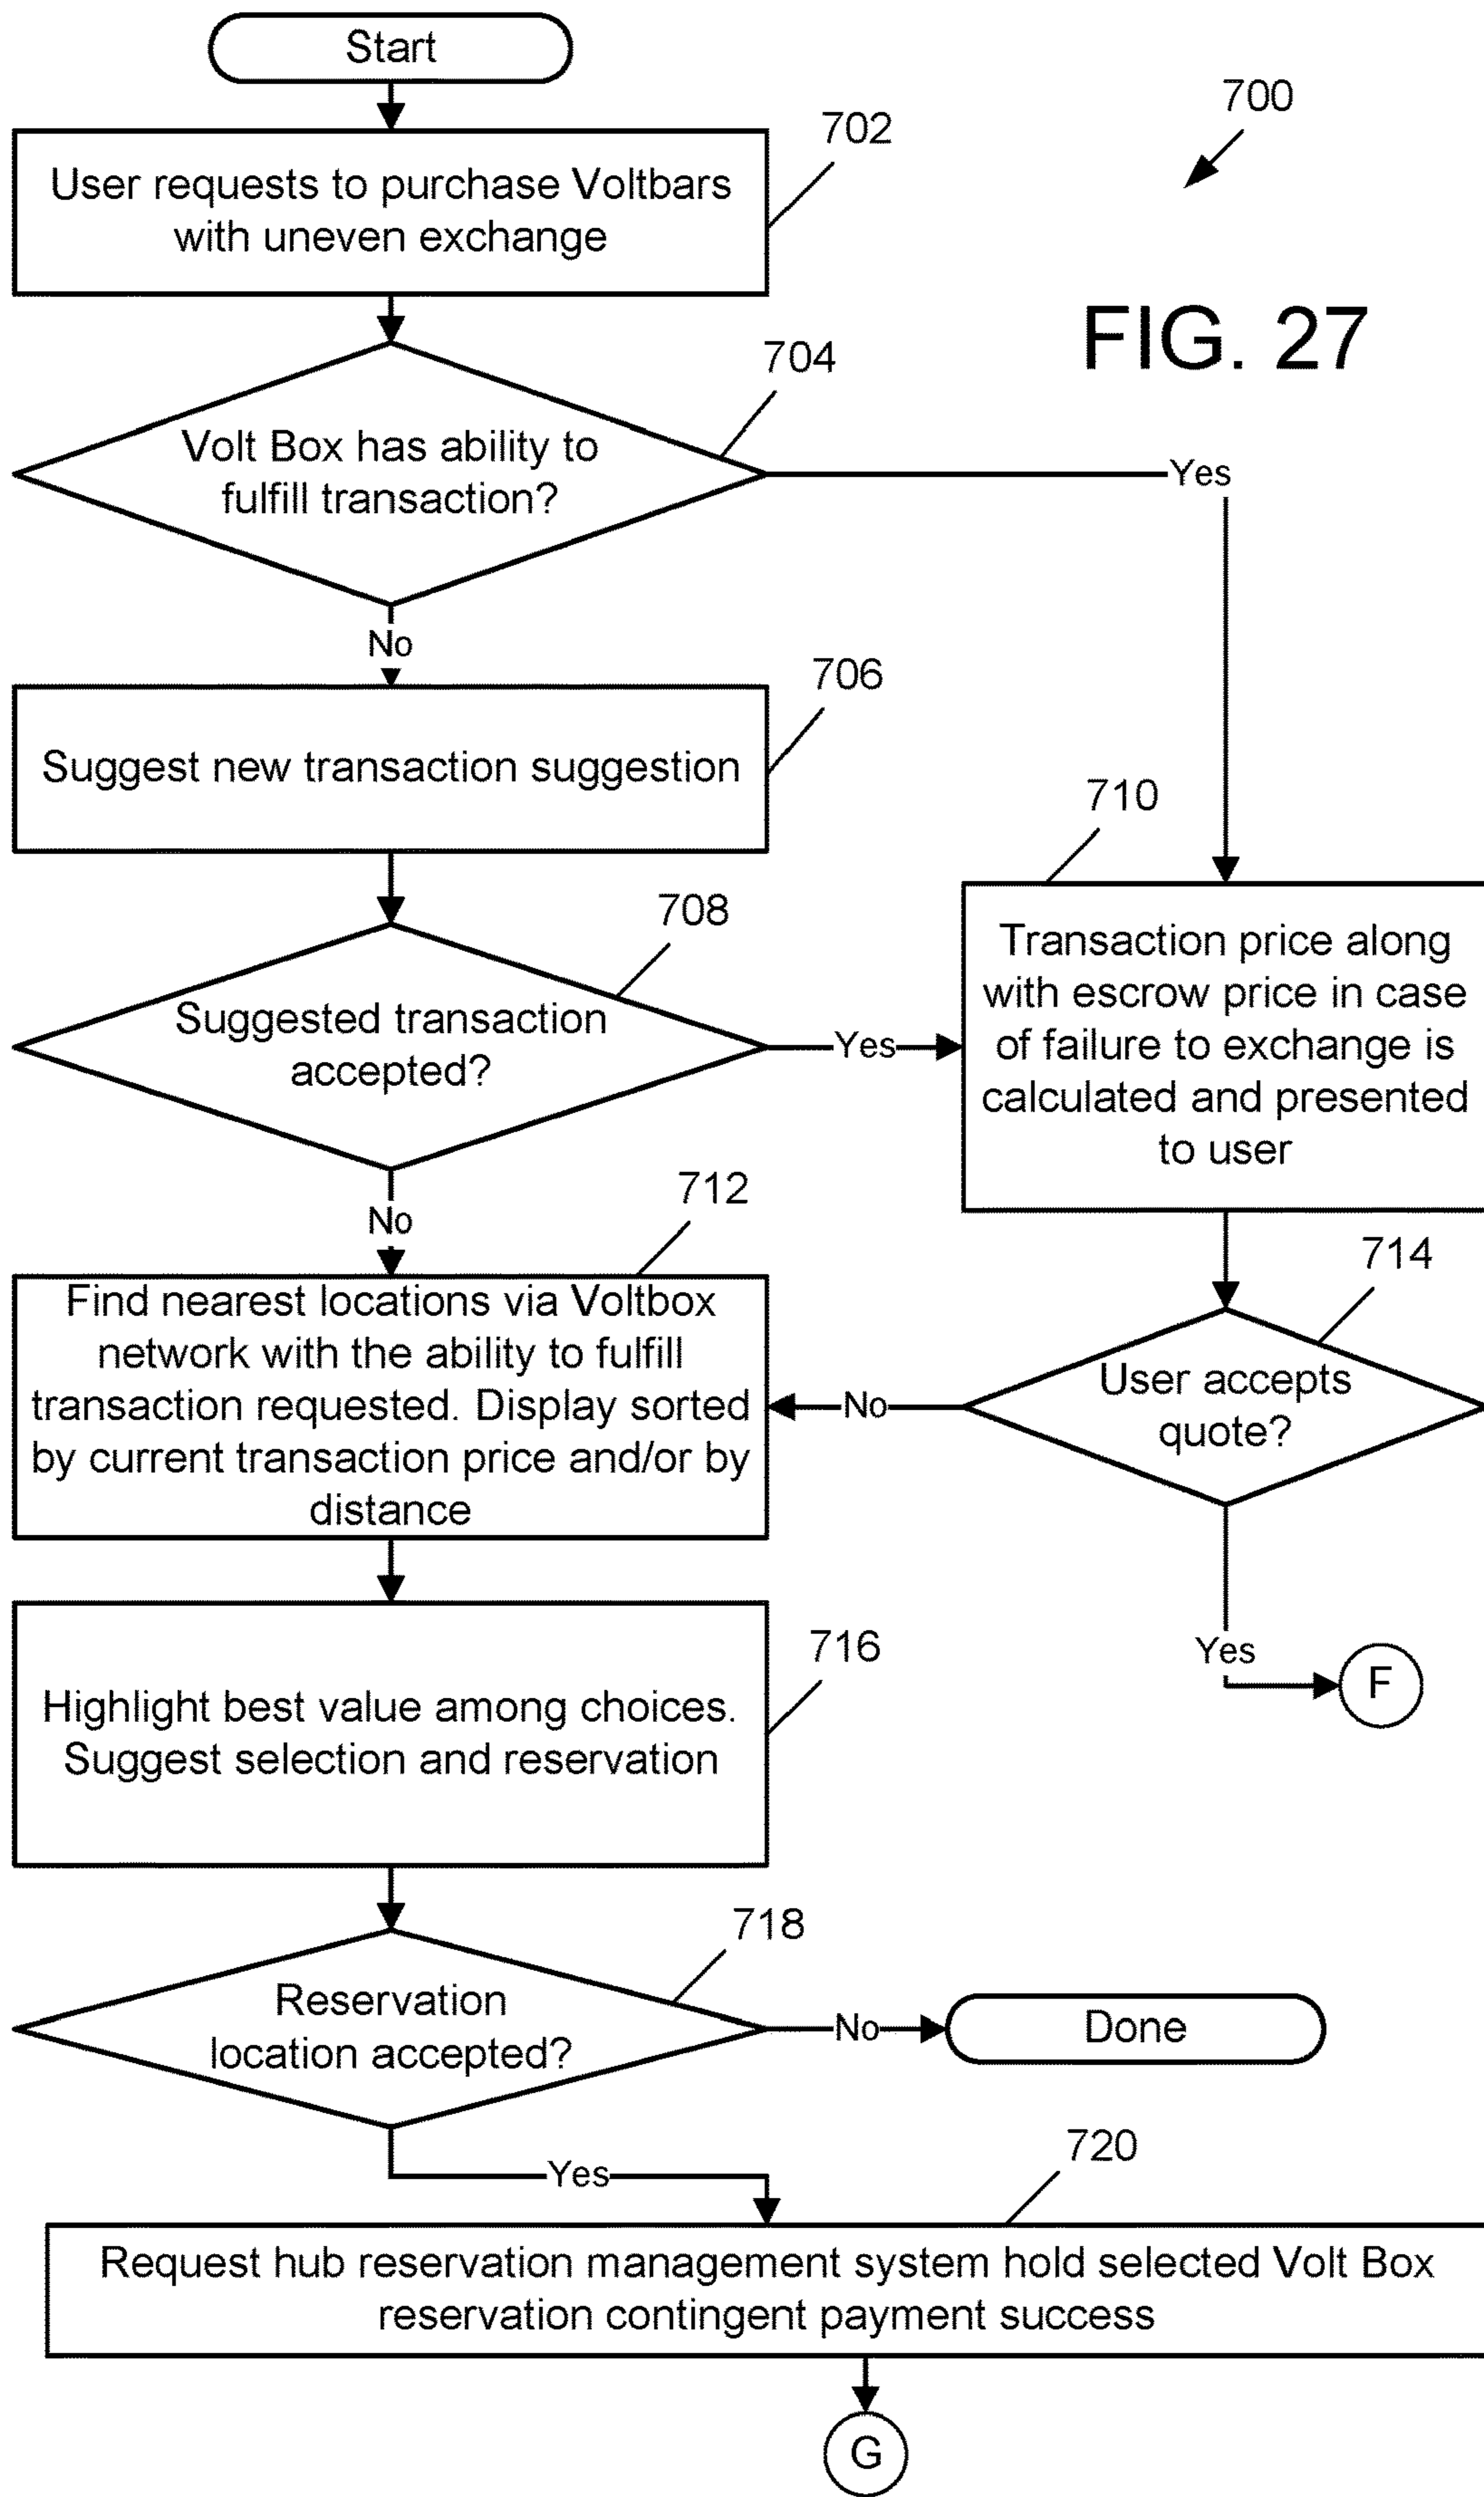 Start
700
702
User requests to purchase Voltbars
with uneven exchange
FIG. 27
704
Volt Box has ability to
fulfill transaction?
Yes
No
706
Suggest new transaction suggestion
710
708
Transaction price along
with escrow price in case
of failure to exchange is
calculated and presented
to user
Suggested transaction
accepted?
Yes
No
712
714
Find nearest locations via Voltbox
network with the ability to fulfill
transaction requested. Display sorted
by current transaction price and/or by
distance
User accepts
quote?
No
Yes
F
716
Highlight best value among choices.
Suggest selection and reservation
718
Reservation
location accepted?
No
Done
Yes
720
Request hub reservation management system hold selected Volt Box
reservation contingent payment success
G